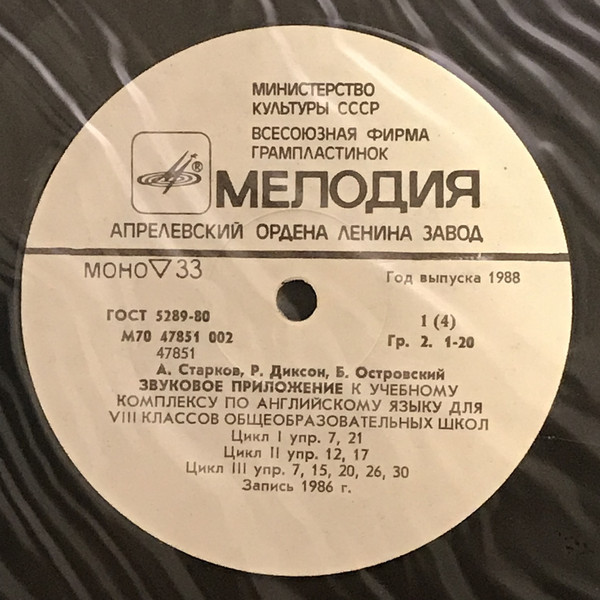 МИНИСТЕРСТВО
КУЛЬТУРЫ СССР
ВСЕСОЮЗНАЯ ФИРМА
ГРАМПЛАСТИНОК
®
МЕЛОДИЯ
АПРЕЛЕВСКИЙ ОРДЕНА ЛЕНИНА ЗАВОД
МОНО▽33
Год выпуска 1988
ГОСТ 5289-80
М70 47851 002
47851
1 (4)
Гр. 2. 1-20
А. Старков, Р. Диксон, Б. Островский
ЗВУКОВОЕ ПРИЛОЖЕНИЕ К УЧЕБНОМУ
КОМПЛЕКСУ ПО АНГЛИЙСКОМУ ЯЗЫКУ ДЛЯ
VIII КЛАССОВ ОБЩЕОБРАЗОВАТЕЛЬНЫХ ШКОЛ
Цикл I упр. 7, 21
Цикл II упр. 12, 17
Цикл III упр. 7, 15, 20, 26, 30
Запись 1986 г.